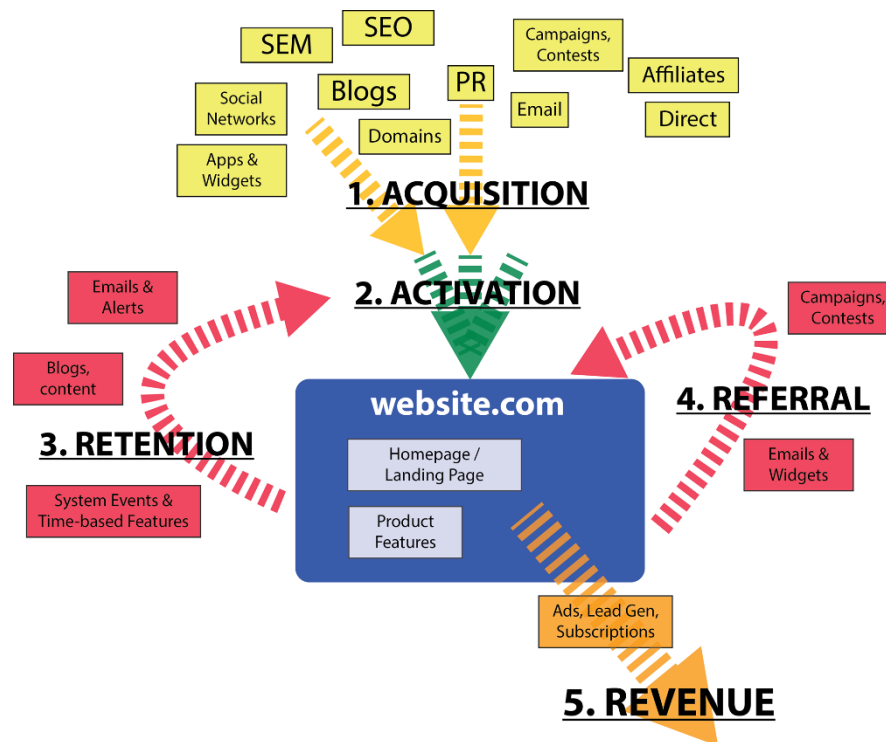 SEM
SEO
Campaigns,
Contests
PR
Affiliates
Blogs
Social
Networks
Email
Direct
Domains
Apps &
Widgets
1. ACQUISITION
2. ACTIVATION
Emails &
Alerts
Campaigns,
Contests
Blogs,
content
website.com
4. REFERRAL
3. RETENTION
Homepage /
Landing Page
Emails &
Widgets
System Events &
Time-based Features
Product
Features
Ads, Lead Gen,
Subscriptions
5. REVENUE